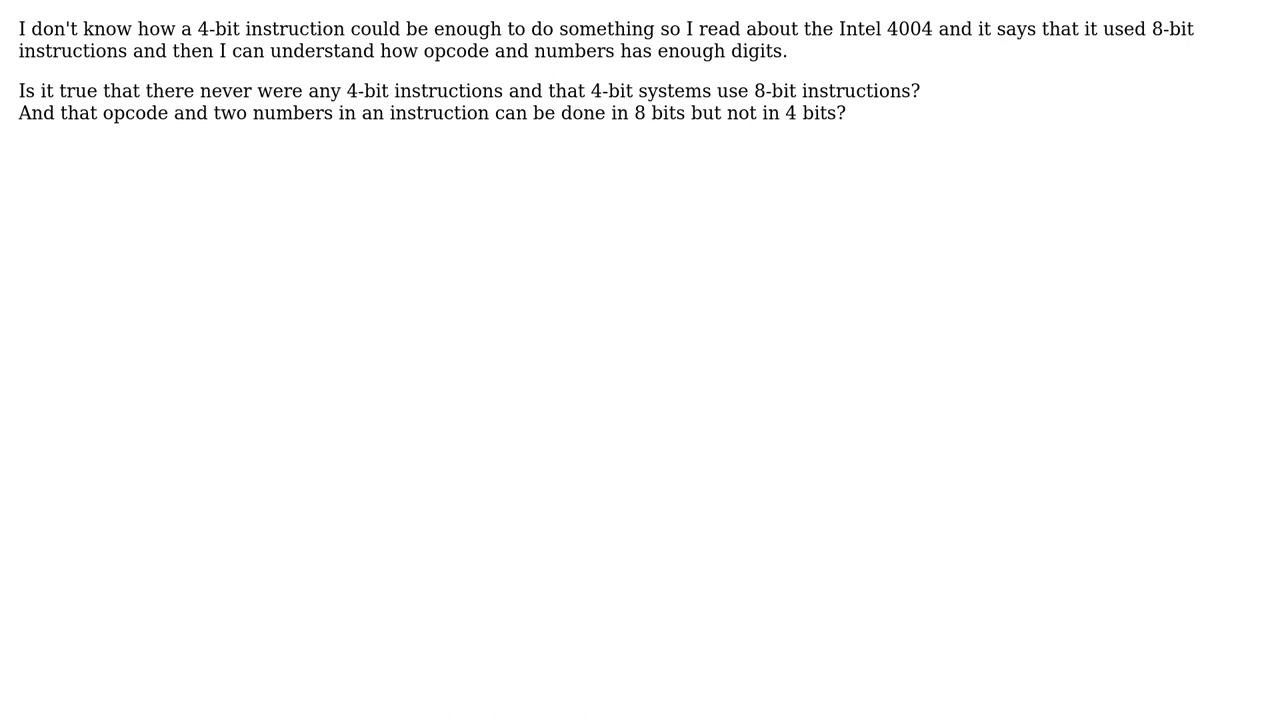 I don't know how a 4-bit instruction could be enough to do something so I read about the Intel 4004 and it says that it used 8-bit
instructions and then I can understand how opcode and numbers has enough digits.
Is it true that there never were any 4-bit instructions and that 4-bit systems use 8-bit instructions?
And that opcode and two numbers in an instruction can be done in 8 bits but not in 4 bits?